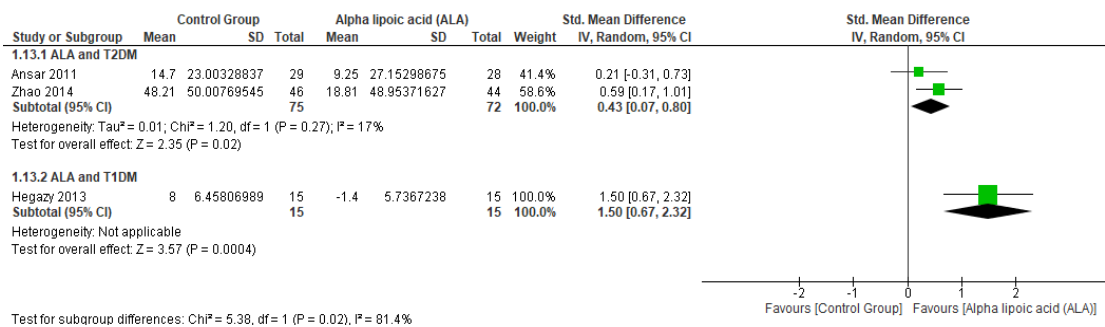 Control Group Alpha lipoic acid (ALA) Std. Mean Difference Std. Mean Difference
Study or Subgroup Mean SD Total Mean SD Total Weight IV, Random, 95% CI IV, Random, 95% CI
1.13.1 ALA and T2DM
Ansar 2011 14.7 23.00328837 29 9.25 27.15298675 28 41.4% 0.21 [-0.31, 0.73]
Zhao 2014 48.21 50.00769545 46 18.81 48.95371627 44 58.6% 0.59 [0.17, 1.01]
Subtotal (95% CI) 75 72 100.0% 0.43 [0.07, 0.80]
Heterogeneity: Tau² = 0.01; Chi² = 1.20, df = 1 (P = 0.27); I² = 17%
Test for overall effect: Z = 2.35 (P = 0.02)
1.13.2 ALA and T1DM
Hegazy 2013 8 6.45806989 15 -1.4 5.7367238 15 100.0% 1.50 [0.67, 2.32]
Subtotal (95% CI) 15 15 100.0% 1.50 [0.67, 2.32]
Heterogeneity: Not applicable
Test for overall effect: Z = 3.57 (P = 0.0004)
-2 -1 0 1 2
Favours [Control Group] Favours [Alpha lipoic acid (ALA)]
Test for subgroup differences: Chi² = 5.38, df = 1 (P = 0.02), I² = 81.4%